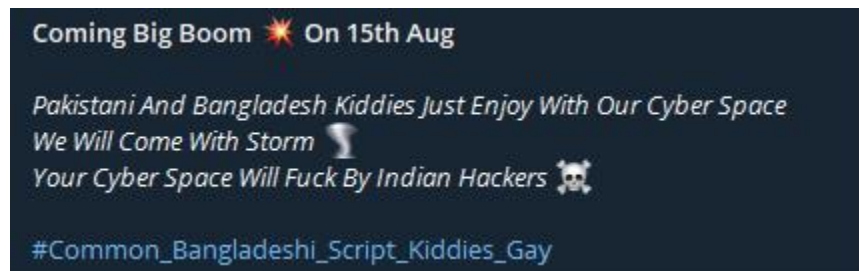 Coming Big Boom 💥 On 15th Aug
Pakistani And Bangladesh Kiddies Just Enjoy With Our Cyber Space
We Will Come With Storm 🌪️
Your Cyber Space Will Fuck By Indian Hackers ☠️
#Common_Bangladeshi_Script_Kiddies_Gay